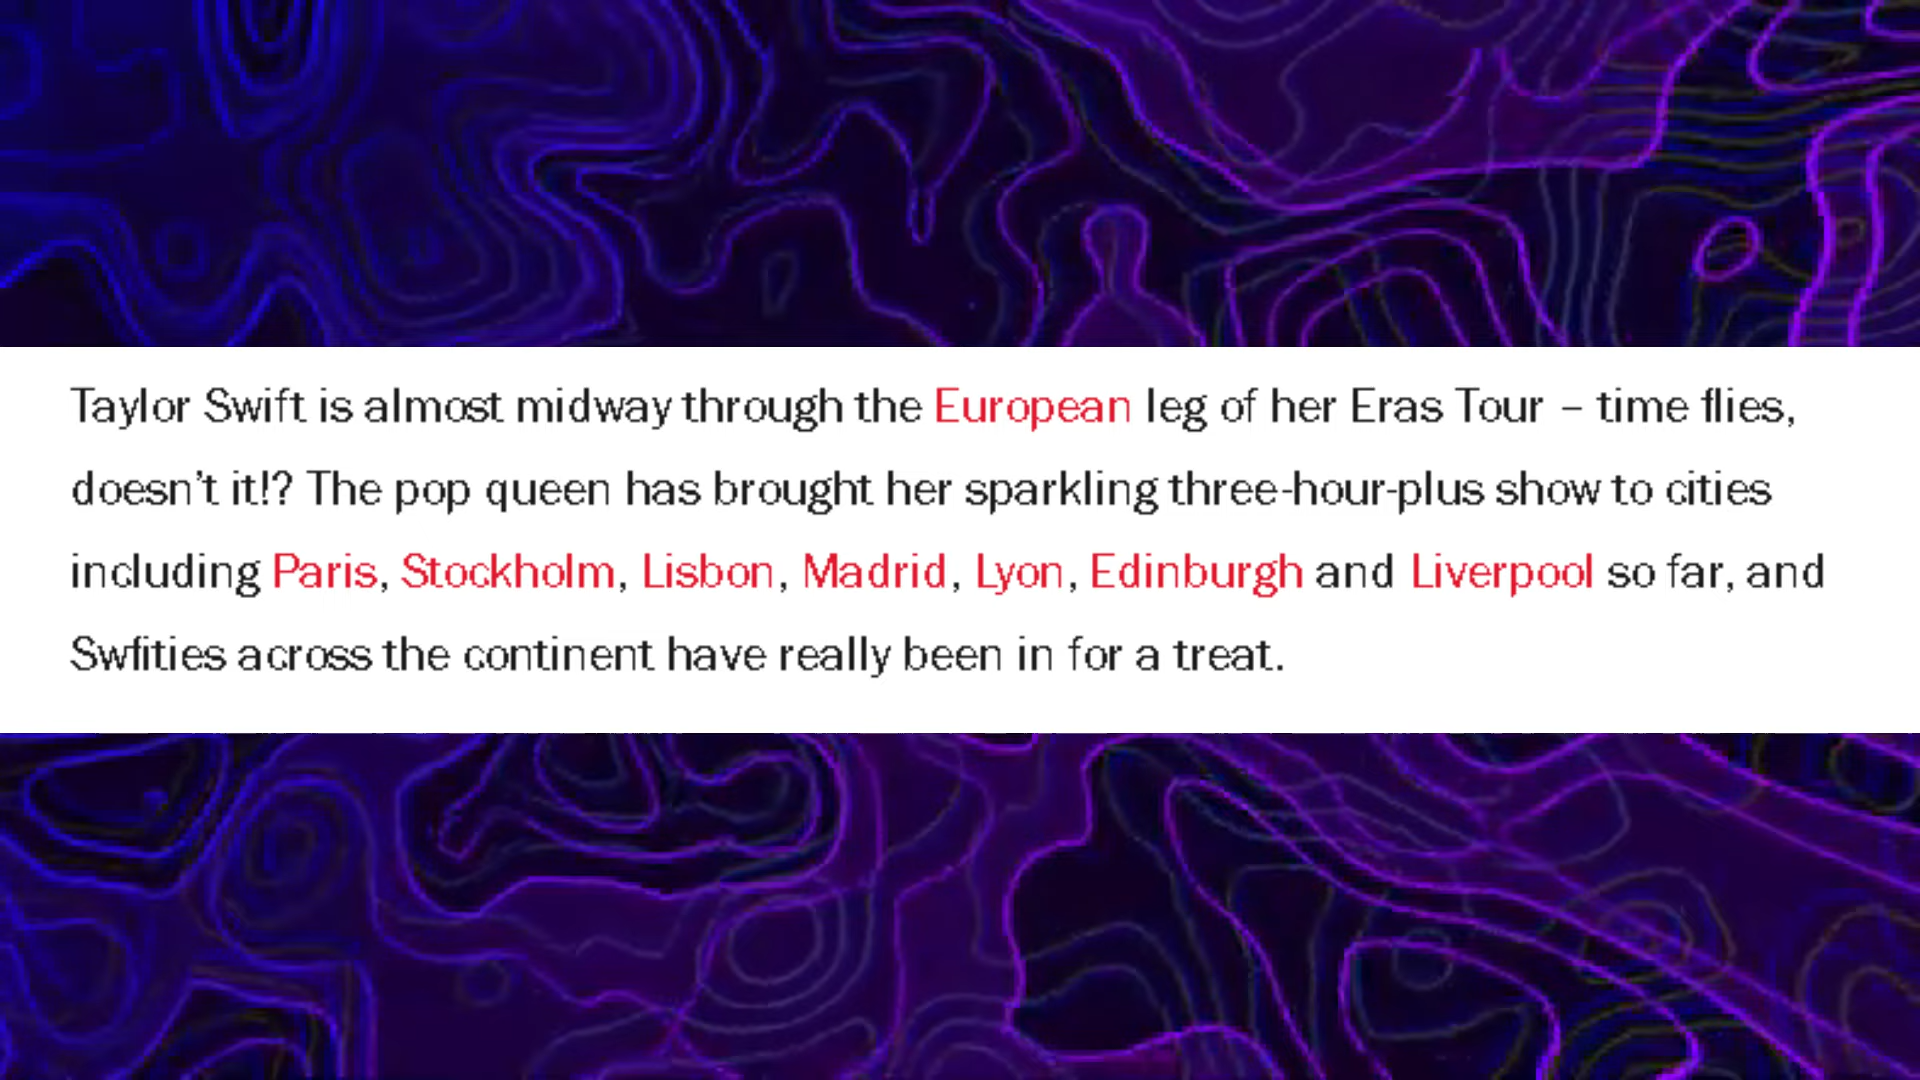 Taylor Swift is almost midway through the European leg of her Eras Tour – time flies,
doesn’t it!? The pop queen has brought her sparkling three-hour-plus show to cities
including Paris, Stockholm, Lisbon, Madrid, Lyon, Edinburgh and Liverpool so far, and
Swfities across the continent have really been in for a treat.